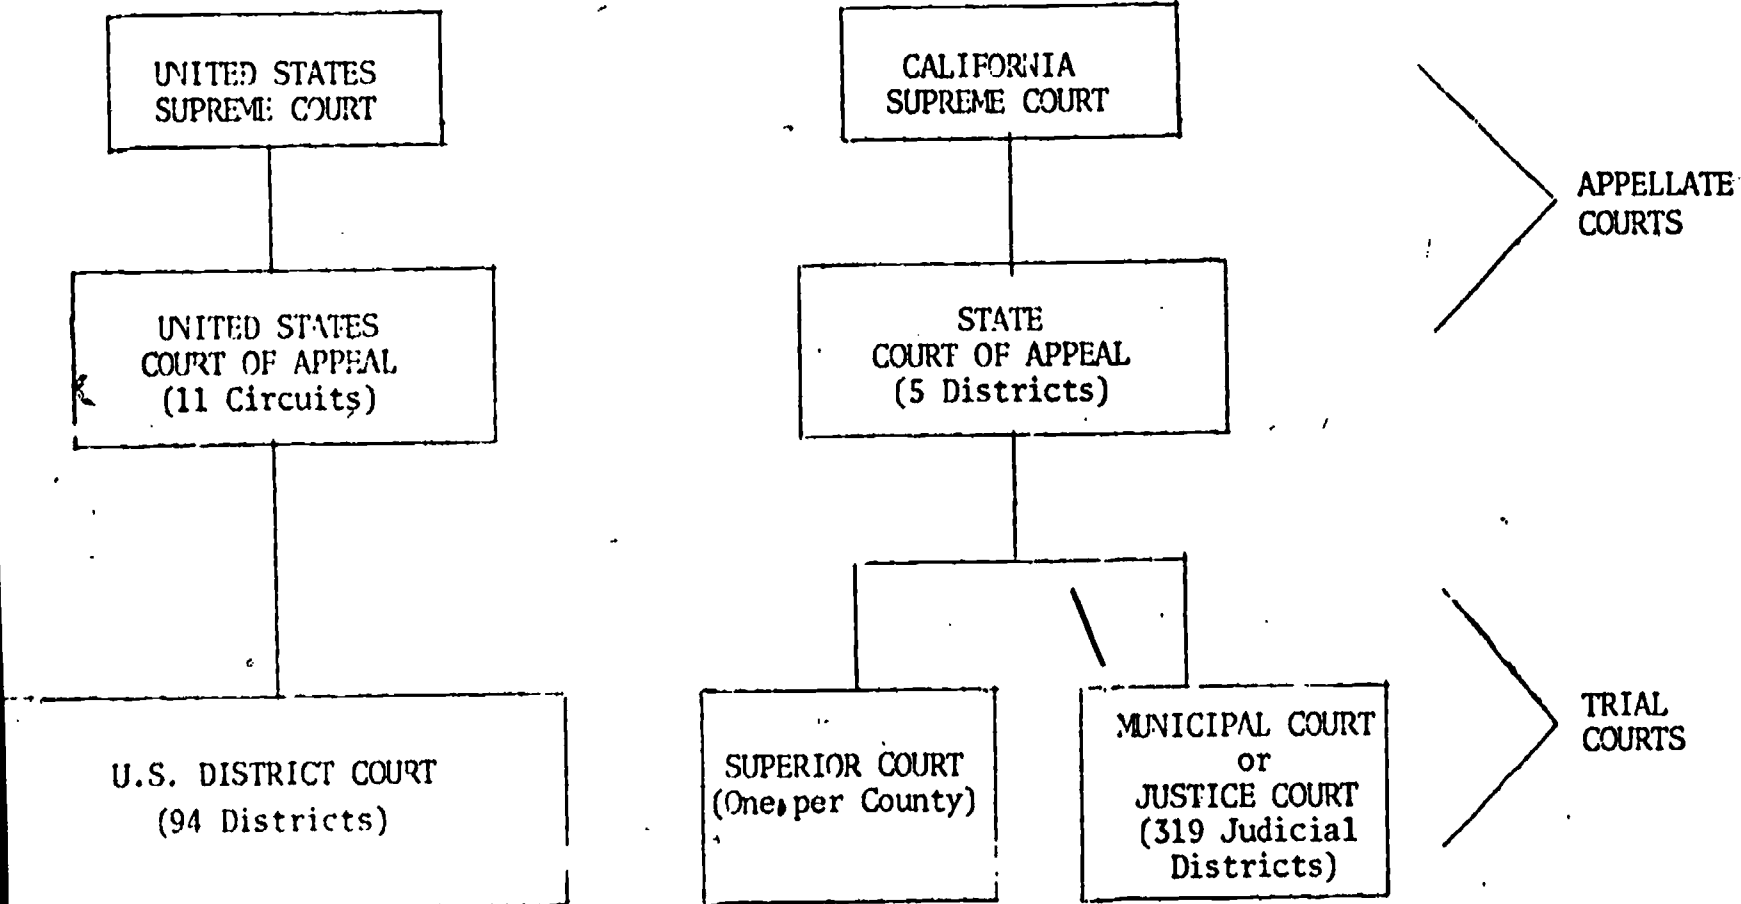 UNITED STATES
SUPREME COURT
CALIFORNIA
SUPREME COURT
APPELLATE
COURTS
UNITED STATES
COURT OF APPEAL
(11 Circuits)
STATE
COURT OF APPEAL
(5 Districts)
U.S. DISTRICT COURT
(94 Districts)
SUPERIOR COURT
(One per County)
MUNICIPAL COURT
or
JUSTICE COURT
(319 Judicial
Districts)
TRIAL
COURTS